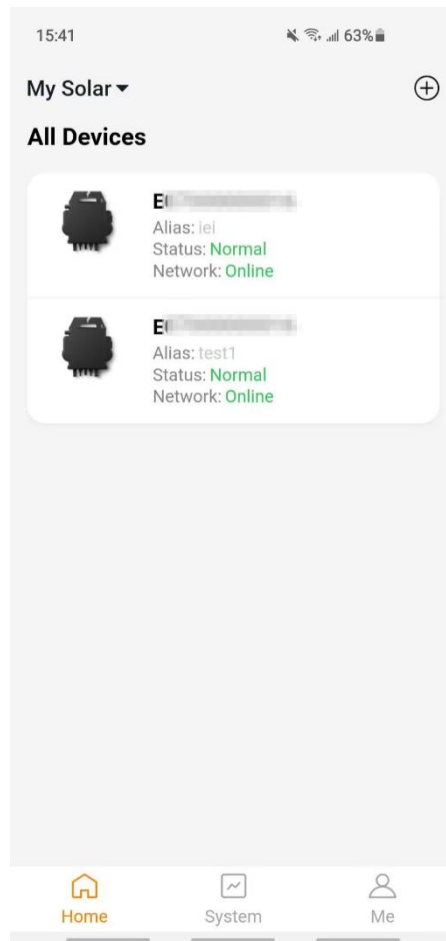 15:41 63%
My Solar
All Devices
Alias: iei
Status: Normal
Network: Online
Alias: test1
Status: Normal
Network: Online
Home System Me